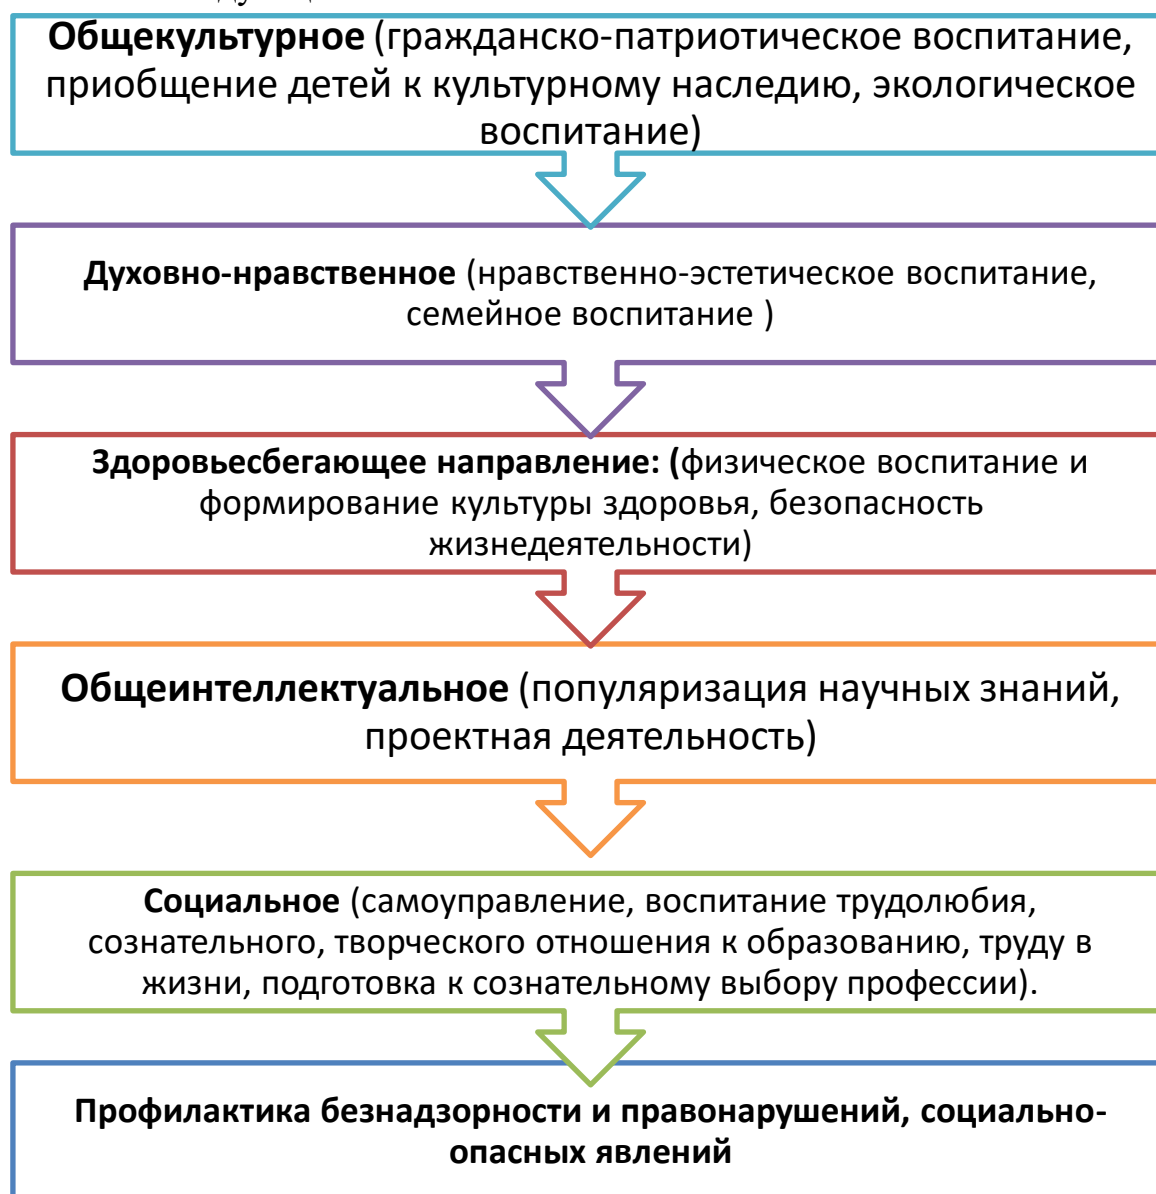 Общекультурное (гражданско-патриотическое воспитание,
приобщение детей к культурному наследию, экологическое
воспитание)
Духовно-нравственное (нравственно-эстетическое воспитание,
семейное воспитание )
Здоровьесбегающее направление: (физическое воспитание и
формирование культуры здоровья, безопасность
жизнедеятельности)
Общеинтеллектуальное (популяризация научных знаний,
проектная деятельность)
Социальное (самоуправление, воспитание трудолюбия,
сознательного, творческого отношения к образованию, труду в
жизни, подготовка к сознательному выбору профессии).
Профилактика безнадзорности и правонарушений, социально-
опасных явлений